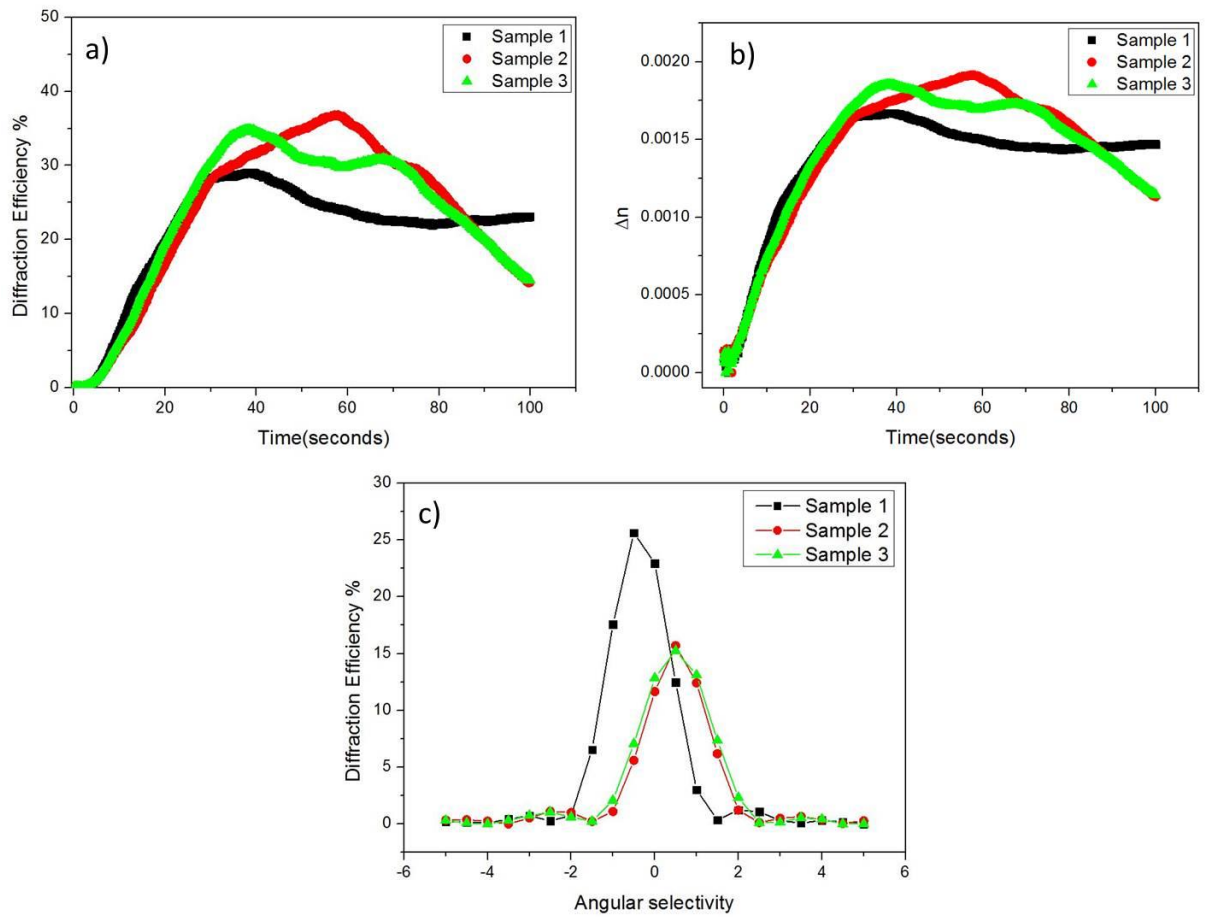 a)
Sample 1
Sample 2
Sample 3
50
40
30
20
10
0
Diffraction Efficiency %
0 20 40 60 80 100
Time(seconds)
b)
Sample 1
Sample 2
Sample 3
0.0020
0.0015
0.0010
0.0005
0.0000
Δn
0 20 40 60 80 100
Time(seconds)
c)
Sample 1
Sample 2
Sample 3
30
25
20
15
10
5
0
Diffraction Efficiency %
-6 -4 -2 0 2 4 6
Angular selectivity